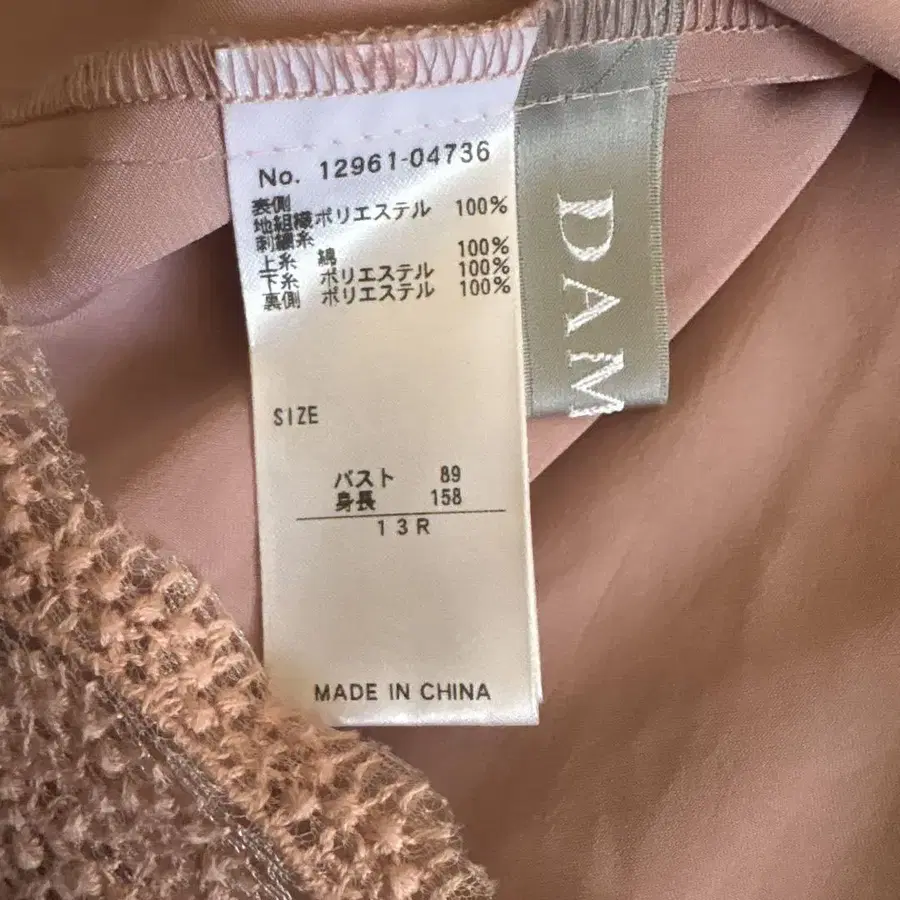 No. 12961-04736
表側
地組織ポリエステル 100%
刺繍糸
上糸 綿 100%
下糸 ポリエステル 100%
裏側 ポリエステル 100%
SIZE
バスト 89
身長 158
13R
MADE IN CHINA
DAM